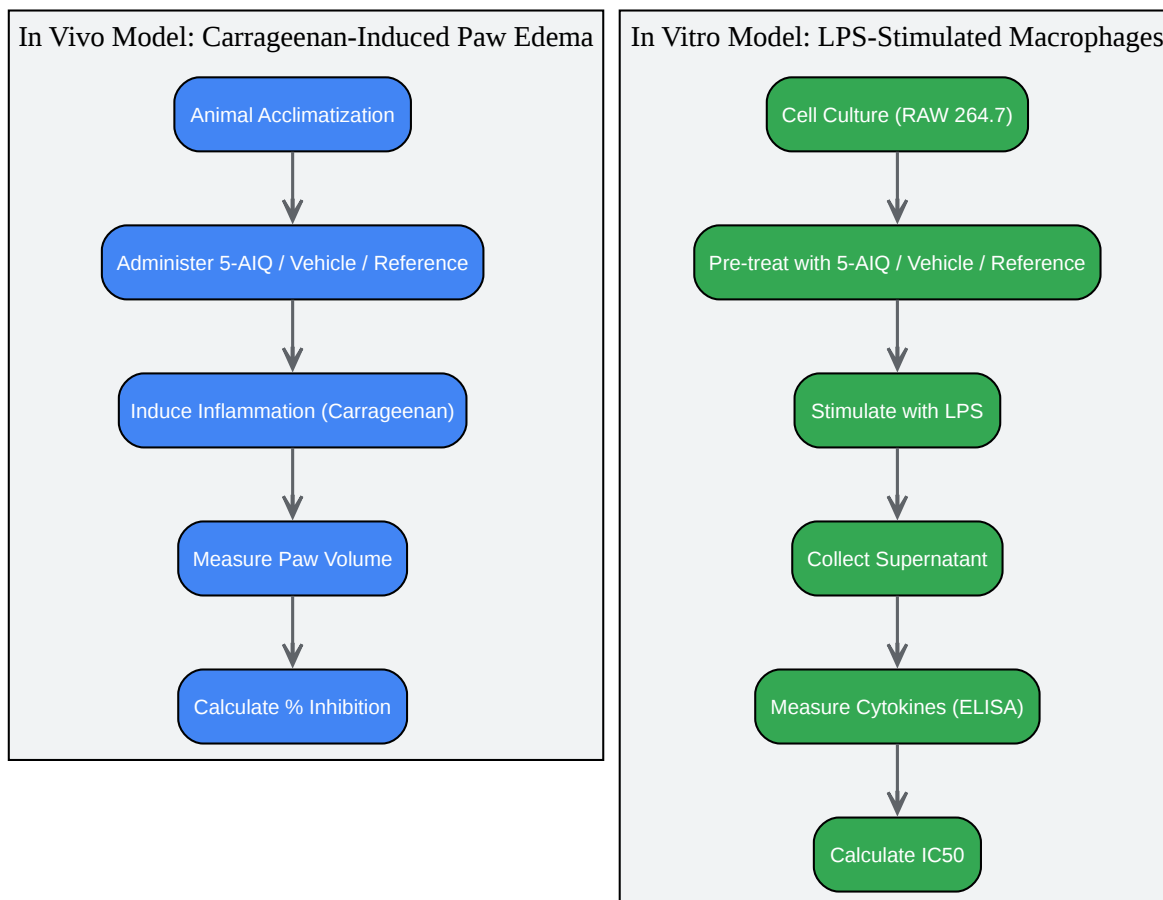 In Vivo Model: Carrageenan-Induced Paw Edema
Animal Acclimatization
Administer 5-AIQ / Vehicle / Reference
Induce Inflammation (Carrageenan)
Measure Paw Volume
Calculate % Inhibition
In Vitro Model: LPS-Stimulated Macrophages
Cell Culture (RAW 264.7)
Pre-treat with 5-AIQ / Vehicle / Reference
Stimulate with LPS
Collect Supernatant
Measure Cytokines (ELISA)
Calculate IC50